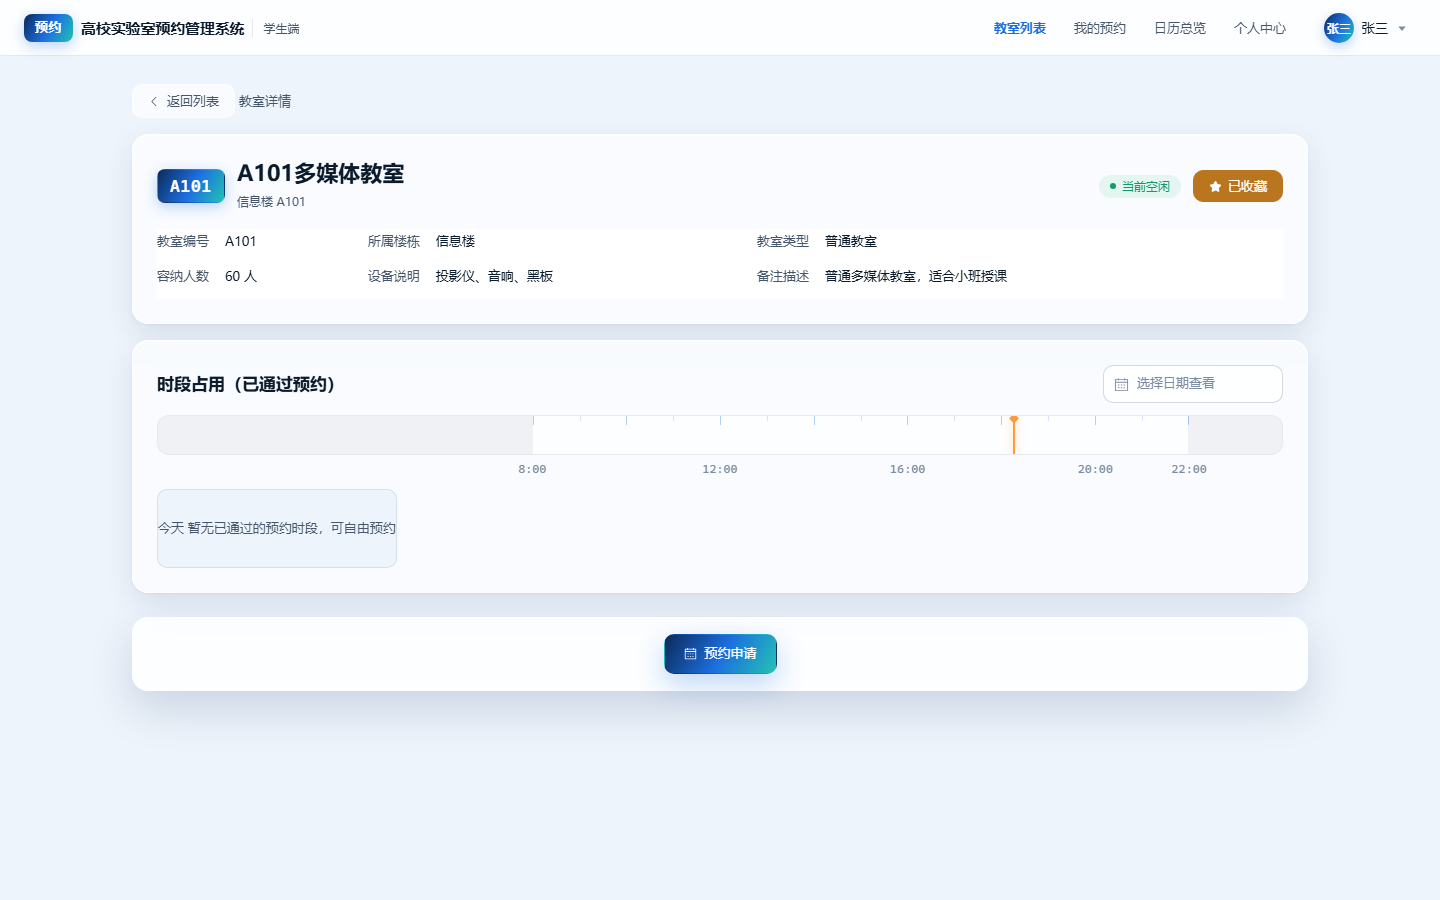 预约 高校实验室预约管理系统 学生端 教室列表 我的预约 日历总览 个人中心 张三 张三
返回列表 教室详情
A101 A101多媒体教室
信息楼 A101
当前空闲 已收藏
教室编号 A101 所属楼栋 信息楼 教室类型 普通教室
容纳人数 60 人 设备说明 投影仪、音响、黑板 备注描述 普通多媒体教室，适合小班授课
时段占用（已通过预约） 选择日期查看
8:00 12:00 16:00 20:00 22:00
今天 暂无已通过的预约时段，可自由预约
预约申请